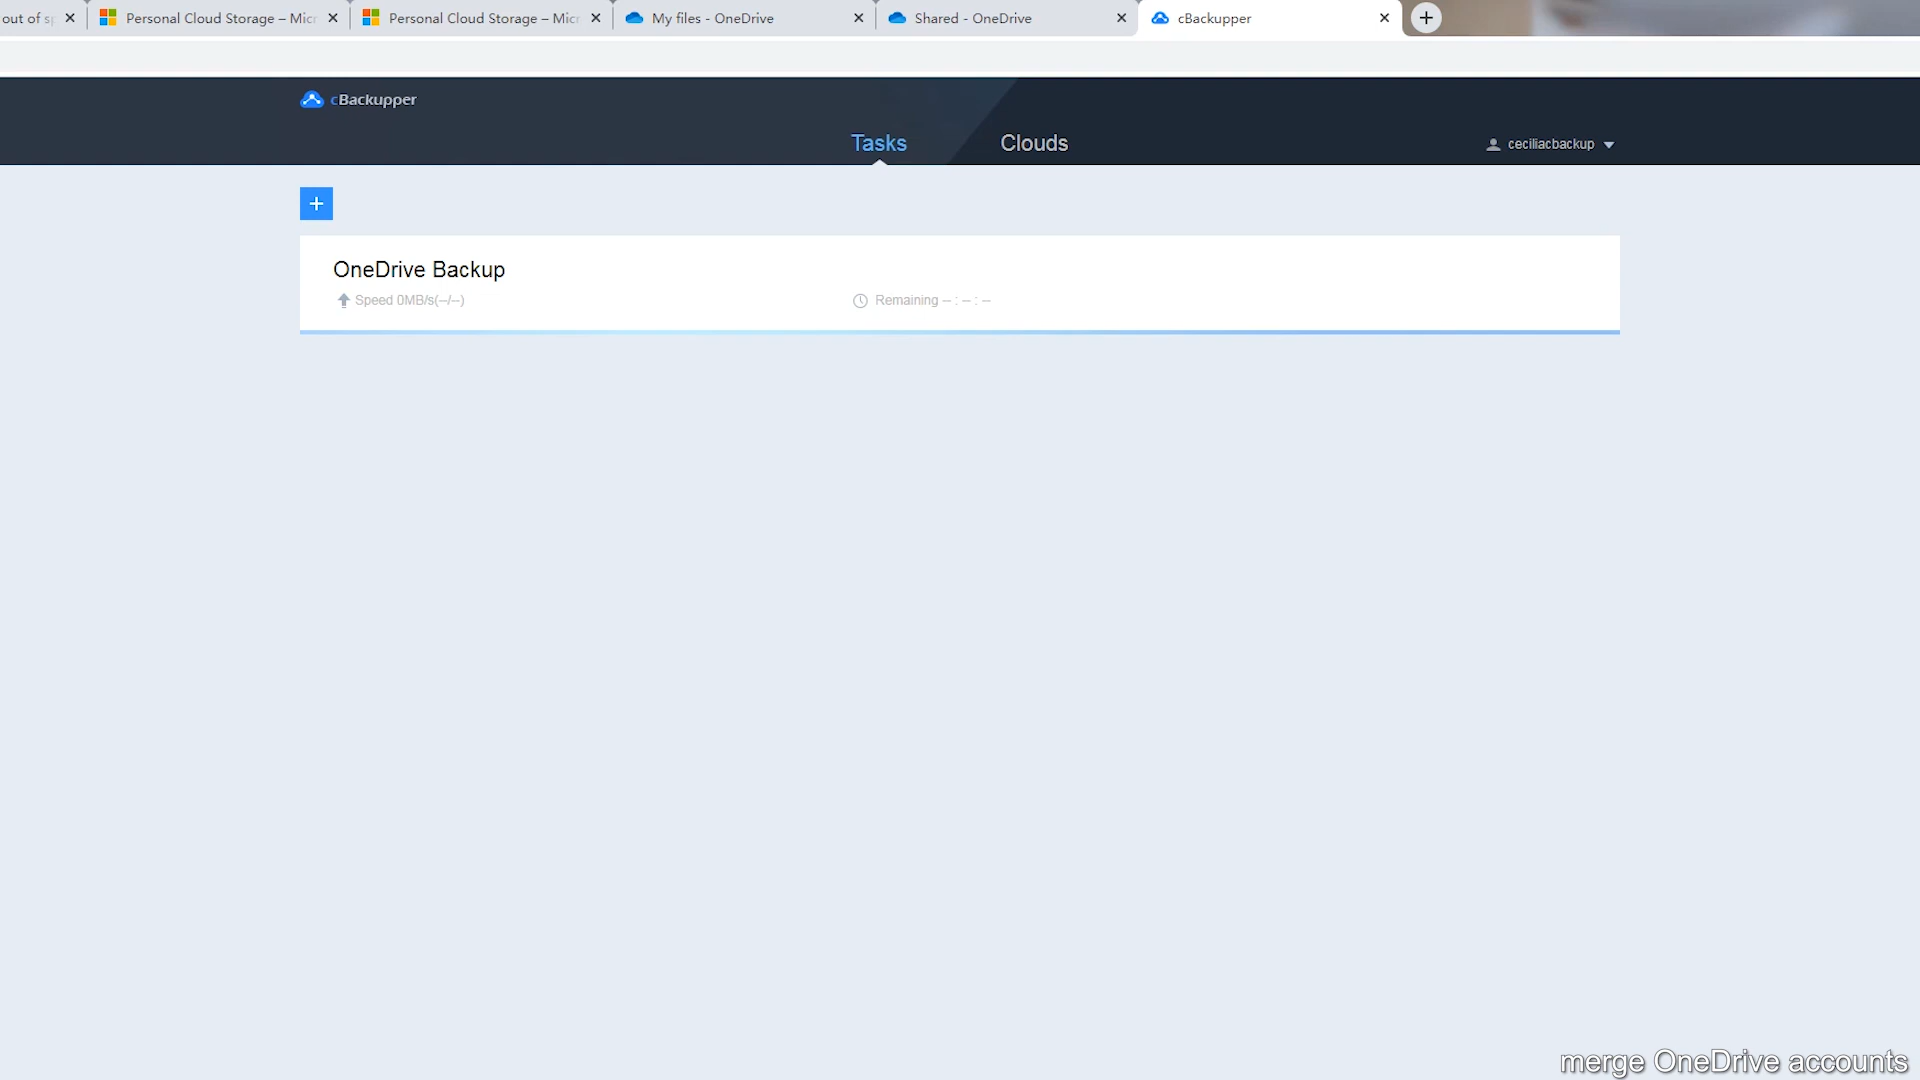 out of s
Personal Cloud Storage – Micr
Personal Cloud Storage – Micr
My files - OneDrive
Shared - OneDrive
cBackupper
cBackupper
Tasks
Clouds
ceciliacbackup
OneDrive Backup
Speed 0MB/s(--/--)
Remaining -- : -- : --
merge OneDrive accounts